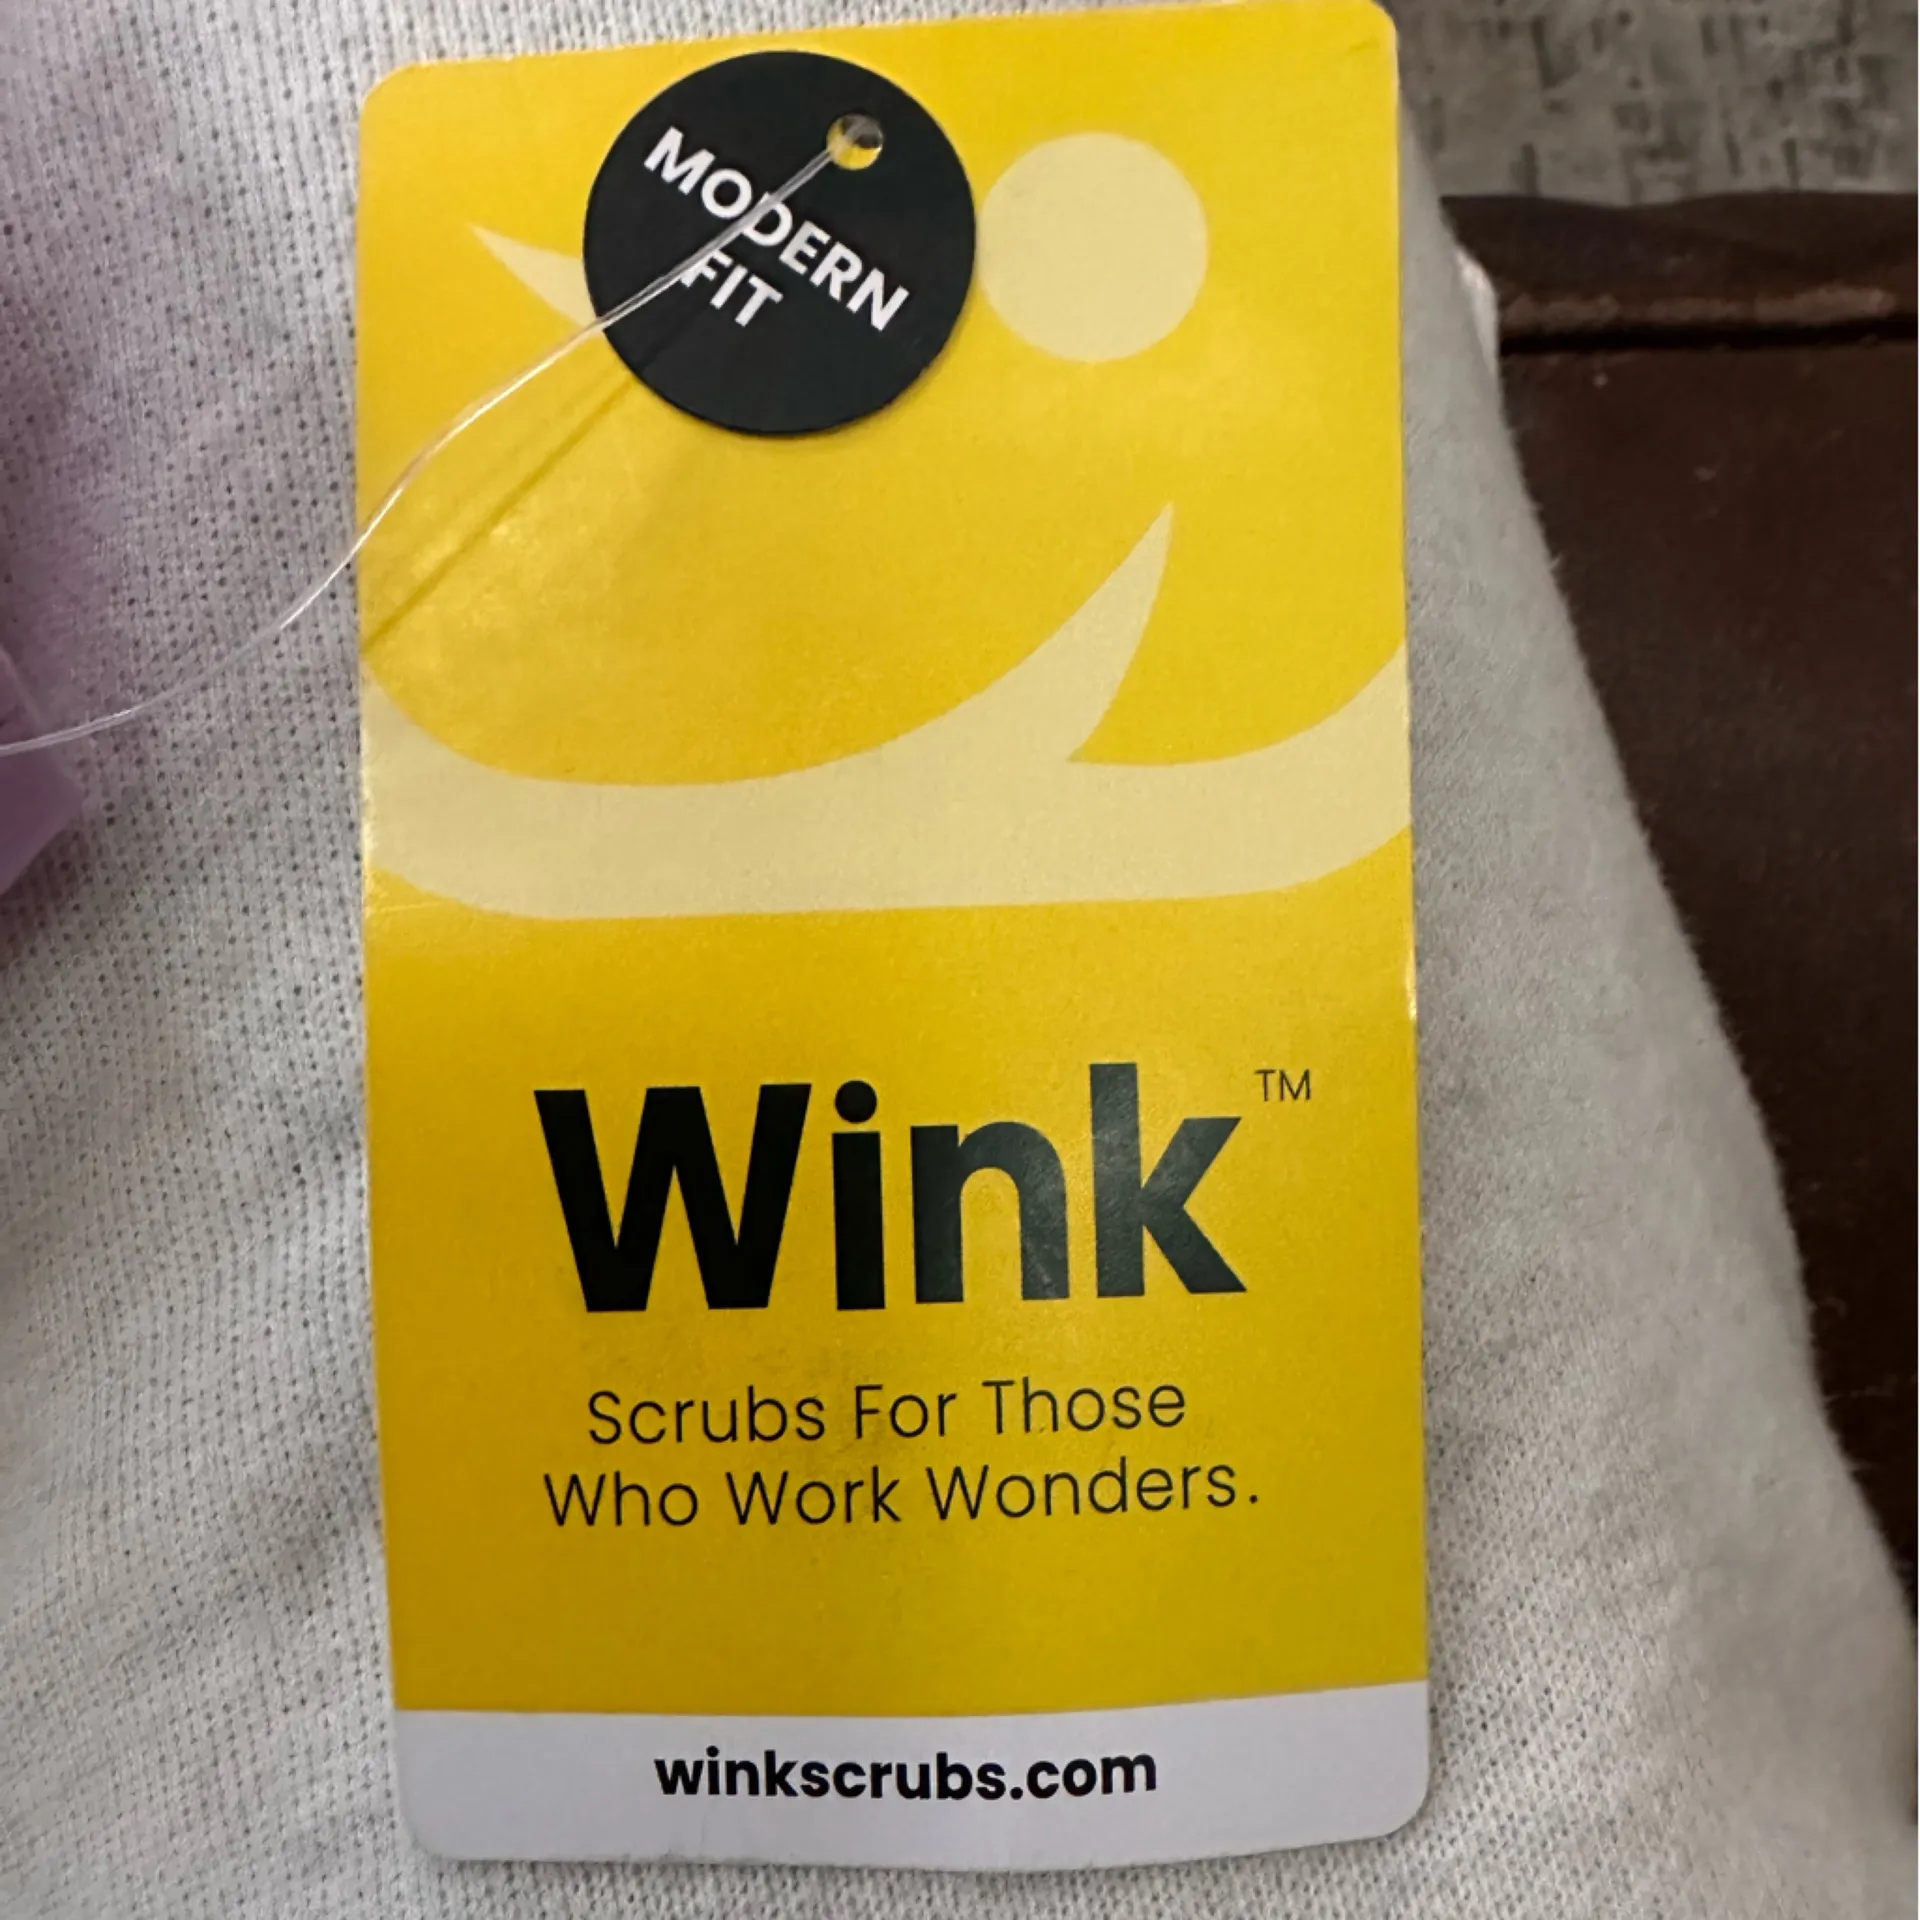 MODERN
FIT
Wink™
Scrubs For Those
Who Work Wonders.
winkscrubs.com